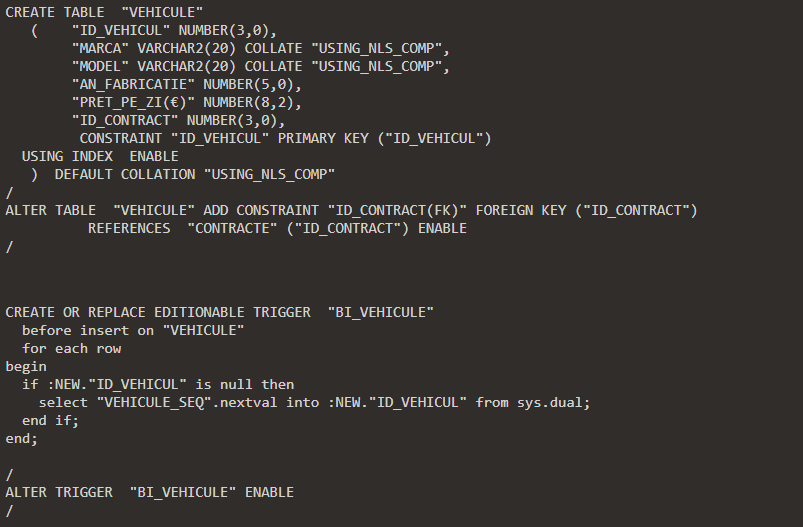 CREATE TABLE  "VEHICULE"
   (    "ID_VEHICUL" NUMBER(3,0),
        "MARCA" VARCHAR2(20) COLLATE "USING_NLS_COMP",
        "MODEL" VARCHAR2(20) COLLATE "USING_NLS_COMP",
        "AN_FABRICATIE" NUMBER(5,0),
        "PRET_PE_ZI(€)" NUMBER(8,2),
        "ID_CONTRACT" NUMBER(3,0),
         CONSTRAINT "ID_VEHICUL" PRIMARY KEY ("ID_VEHICUL")
  USING INDEX  ENABLE
   )  DEFAULT COLLATION "USING_NLS_COMP"
/
ALTER TABLE  "VEHICULE" ADD CONSTRAINT "ID_CONTRACT(FK)" FOREIGN KEY ("ID_CONTRACT")
          REFERENCES  "CONTRACTE" ("ID_CONTRACT") ENABLE
/
CREATE OR REPLACE EDITIONABLE TRIGGER  "BI_VEHICULE"
  before insert on "VEHICULE"
  for each row
begin
  if :NEW."ID_VEHICUL" is null then
    select "VEHICULE_SEQ".nextval into :NEW."ID_VEHICUL" from sys.dual;
  end if;
end;
/
ALTER TRIGGER  "BI_VEHICULE" ENABLE
/